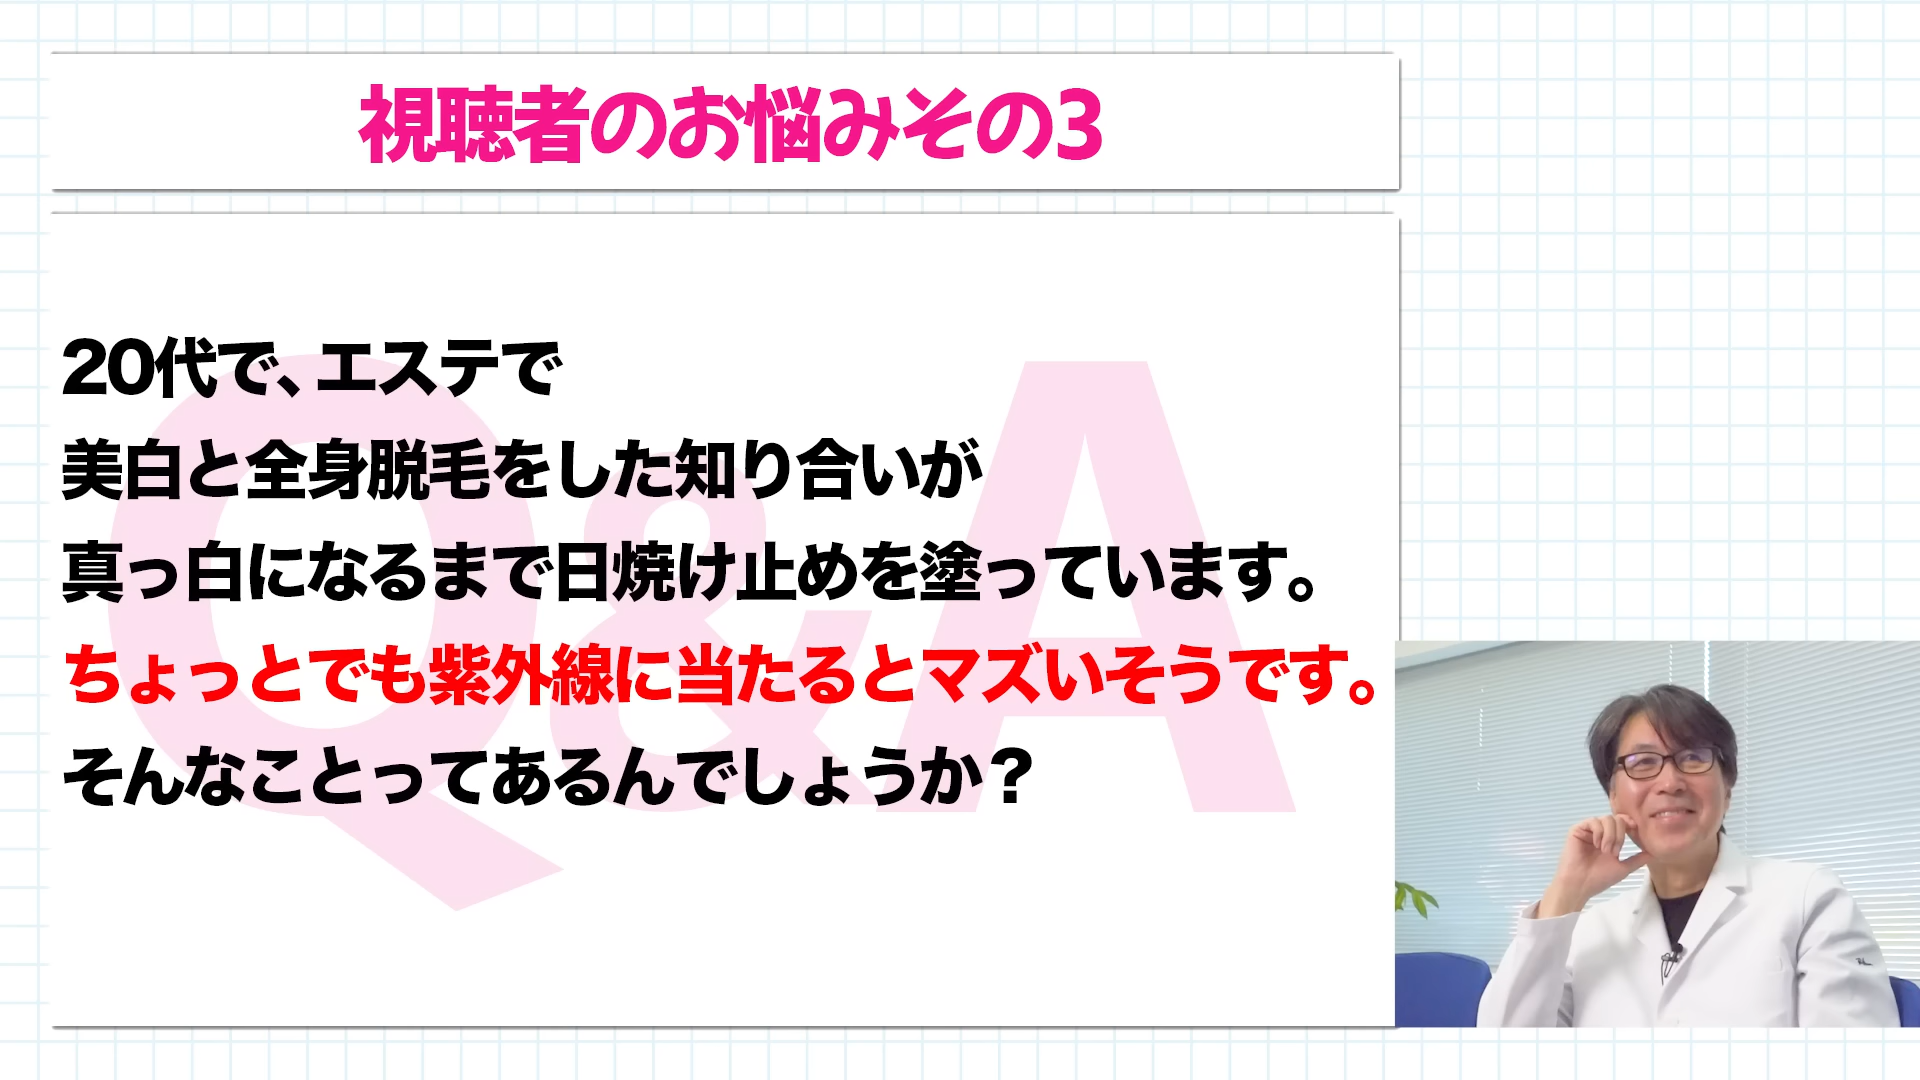 視聴者のお悩みその3
20代で、エステで
美白と全身脱毛をした知り合いが
真っ白になるまで日焼け止めを塗っています。
ちょっとでも紫外線に当たるとマズいそうです。
そんなことってあるんでしょうか？
Q&A